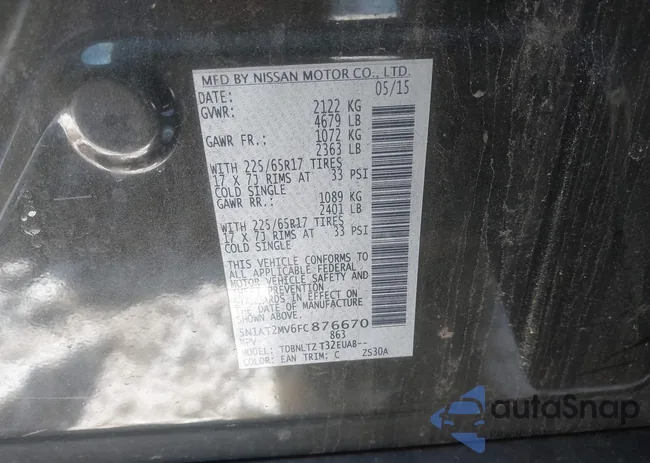 MFD BY NISSAN MOTOR CO., LTD.
DATE: 05/15
GVWR: 2122 KG
4679 LB
GAWR FR.: 1072 KG
2363 LB
WITH 225/65R17 TIRES
17 X 7J RIMS AT 33 PSI
COLD SINGLE
GAWR RR.: 1089 KG
2401 LB
WITH 225/65R17 TIRES
17 X 7J RIMS AT 33 PSI
COLD SINGLE
THIS VEHICLE CONFORMS TO
ALL APPLICABLE FEDERAL
MOTOR VEHICLE SAFETY AND
PREVENTION
STANDARDS IN EFFECT ON
THE DATE OF MANUFACTURE
SHOWN ABOVE.
5N1AT2MV6FC876670
MPV 863
MODEL: TDBNLTZ T32EUA8--
COLOR: EAN TRIM: C ZS30A
autoSnap